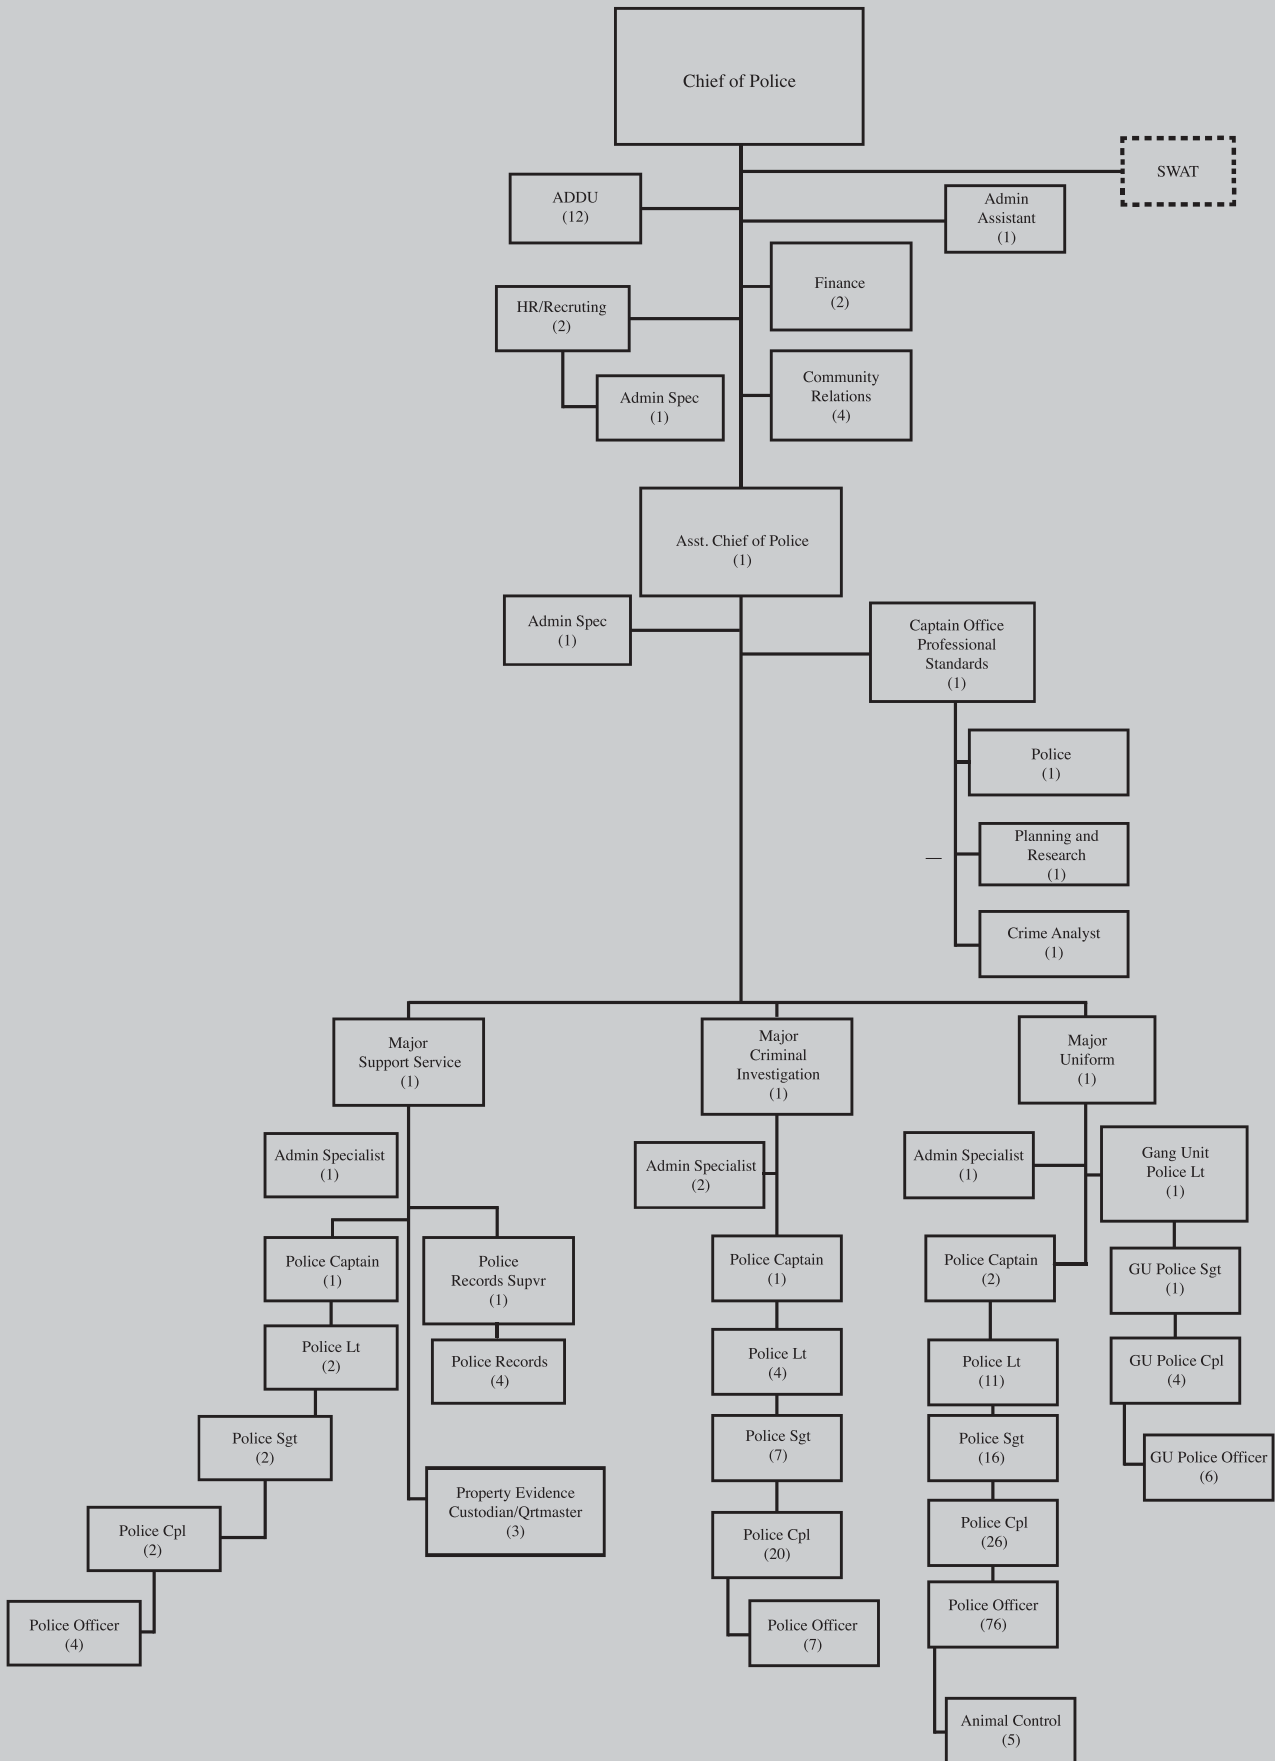 Chief of Police
SWAT
ADDU
(12)
Admin
Assistant
(1)
Finance
(2)
HR/Recruting
(2)
Community
Relations
(4)
Admin Spec
(1)
Asst. Chief of Police
(1)
Admin Spec
(1)
Captain Office
Professional
Standards
(1)
Police
(1)
Planning and
Research
(1)
—
Crime Analyst
(1)
Major
Support Service
(1)
Major
Criminal
Investigation
(1)
Major
Uniform
(1)
Admin Specialist
(1)
Police Captain
(1)
Police
Records Supvr
(1)
Police Lt
(2)
Police Records
(4)
Police Sgt
(2)
Property Evidence
Custodian/Qrtmaster
(3)
Police Cpl
(2)
Police Officer
(4)
Admin Specialist
(2)
Police Captain
(1)
Police Lt
(4)
Police Sgt
(7)
Police Cpl
(20)
Police Officer
(7)
Admin Specialist
(1)
Gang Unit
Police Lt
(1)
Police Captain
(2)
GU Police Sgt
(1)
Police Lt
(11)
GU Police Cpl
(4)
Police Sgt
(16)
GU Police Officer
(6)
Police Cpl
(26)
Police Officer
(76)
Animal Control
(5)